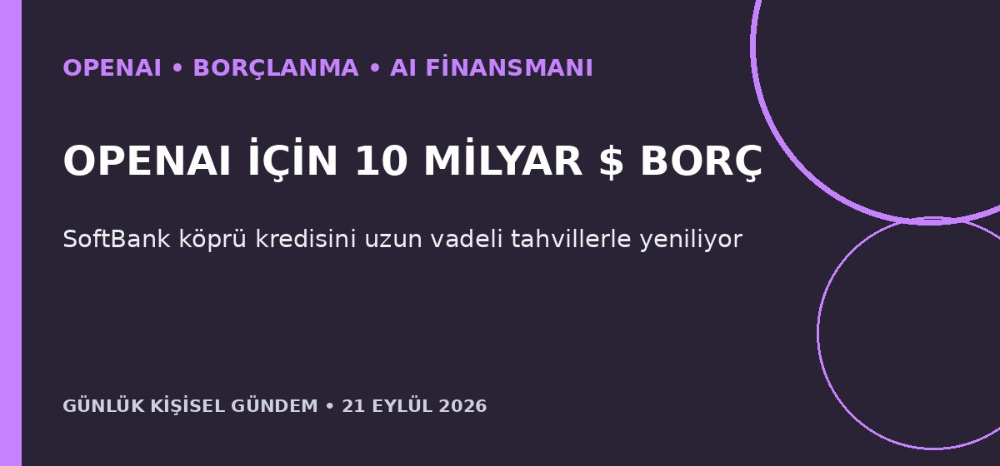 OPENAI • BORÇLANMA • AI FİNANSMANI
OPENAI İÇİN 10 MİLYAR $ BORÇ
SoftBank köprü kredisini uzun vadeli tahvillerle yeniliyor
GÜNLÜK KİŞİSEL GÜNDEM • 21 EYLÜL 2026